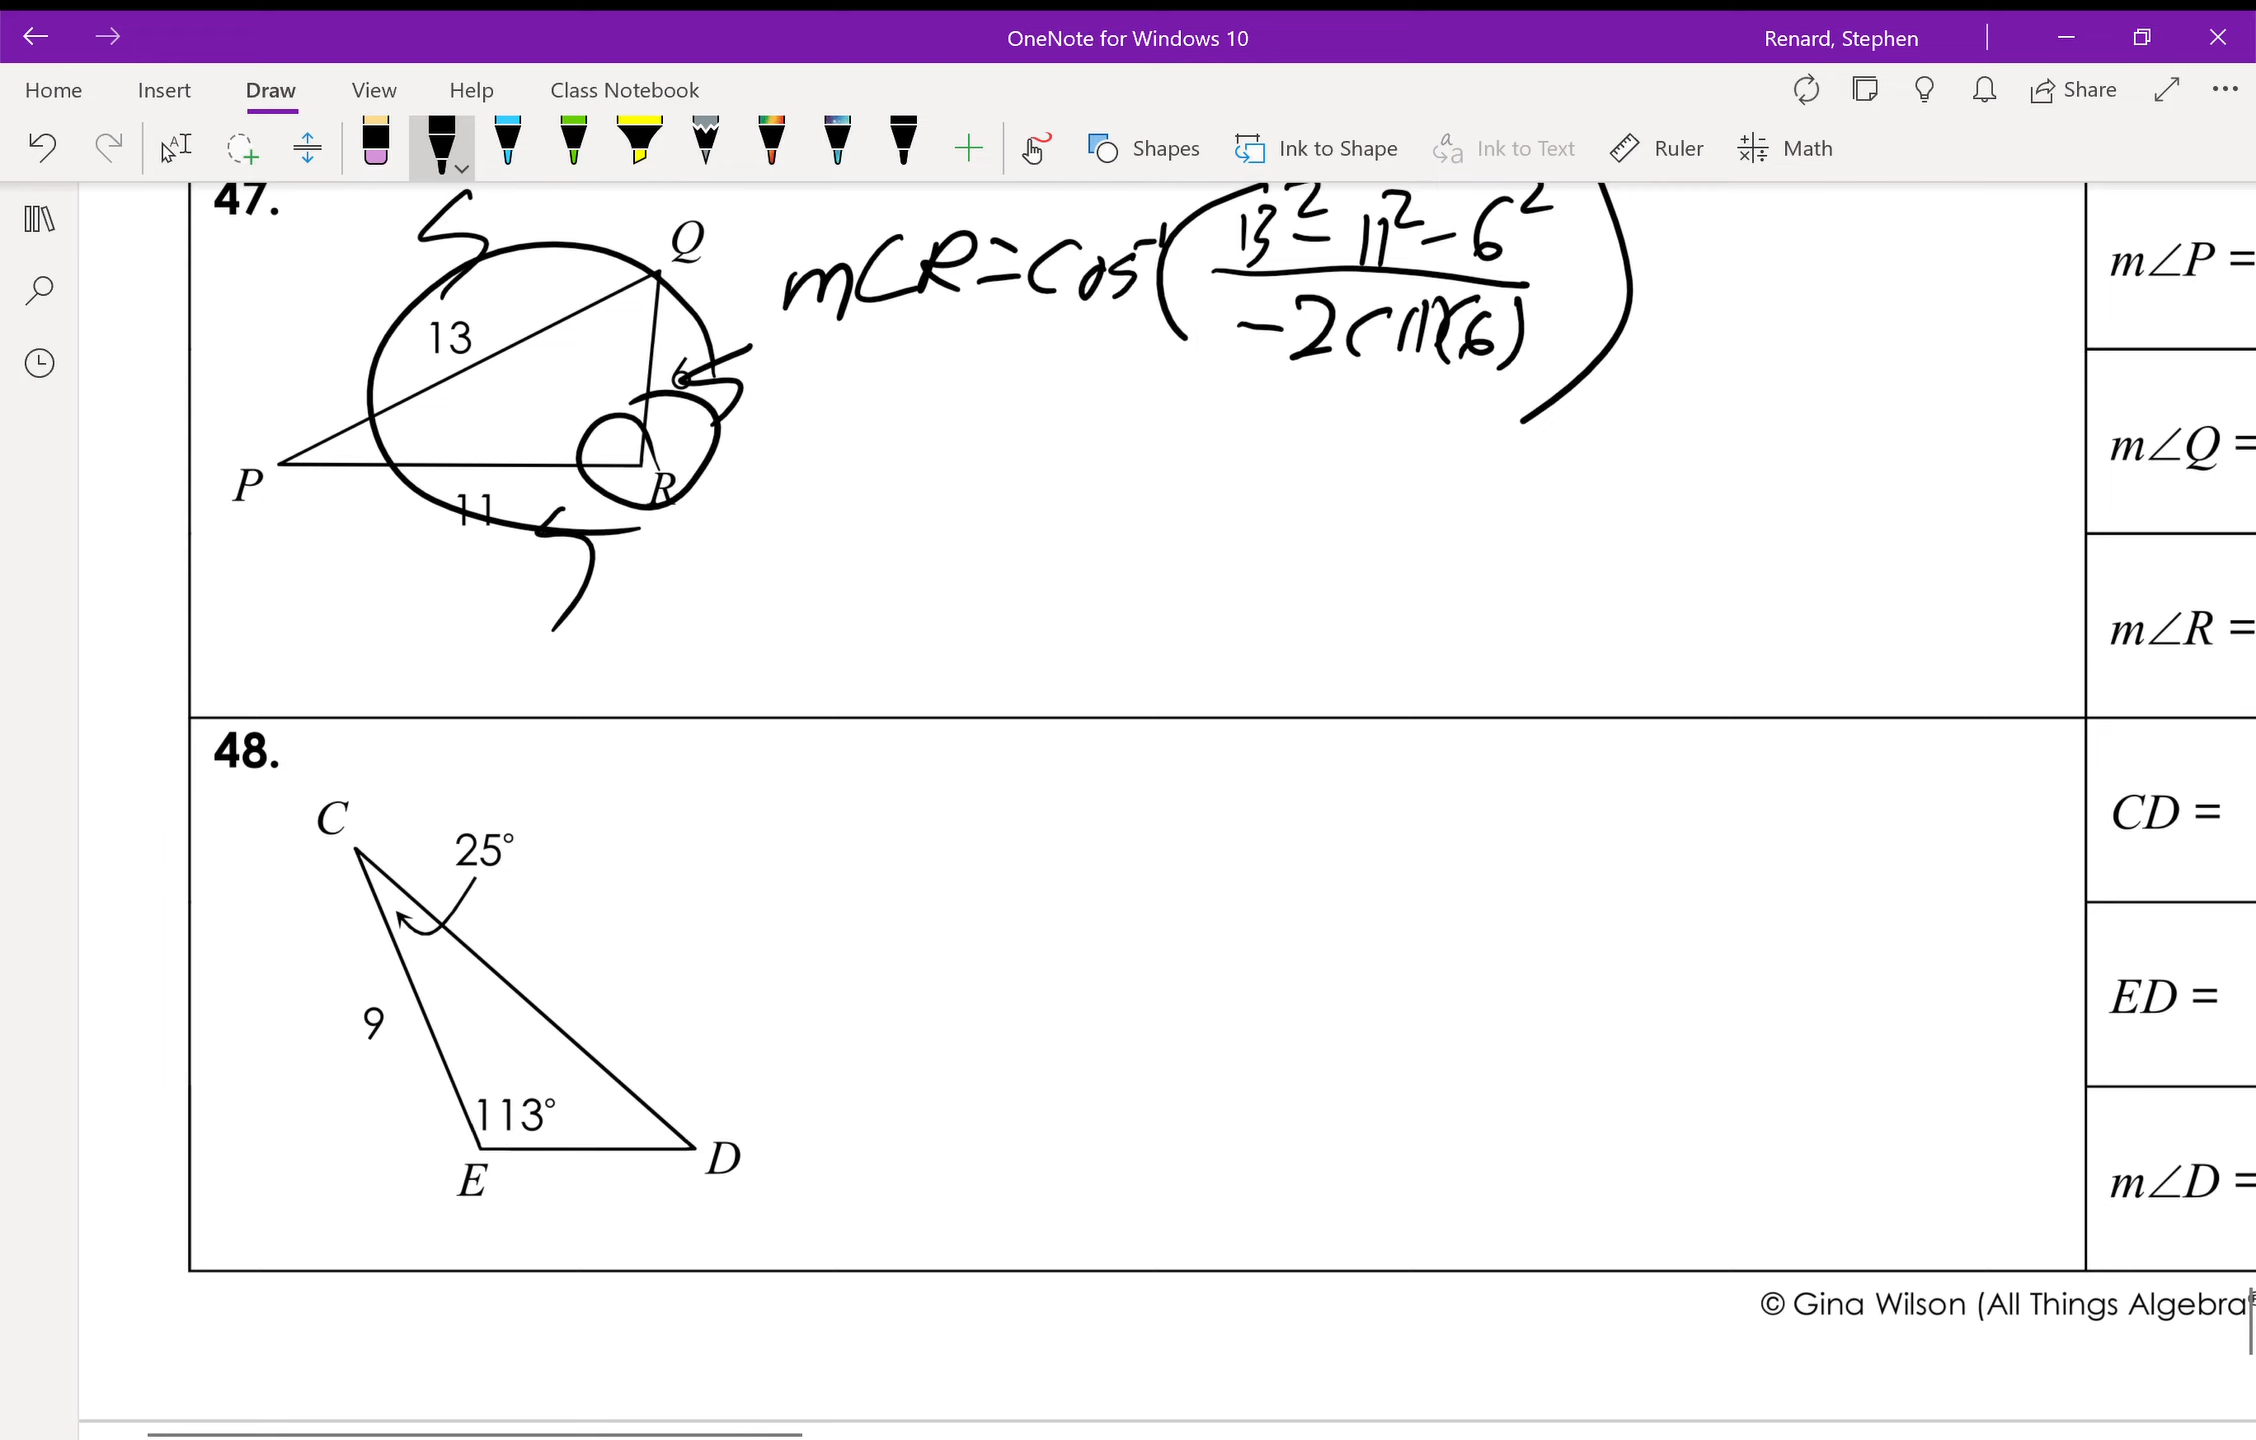 OneNote for Windows 10
Renard, Stephen
Home Insert Draw View Help Class Notebook Share
Shapes Ink to Shape Ink to Text Ruler Math
47.
Q
13
6
P
11
R
m∠R = cos⁻¹(
13² - 11² - 6²
-2(11)(6)
)
m∠P =
m∠Q =
m∠R =
48.
C
25°
9
113°
E
D
CD =
ED =
m∠D =
© Gina Wilson (All Things Algebra